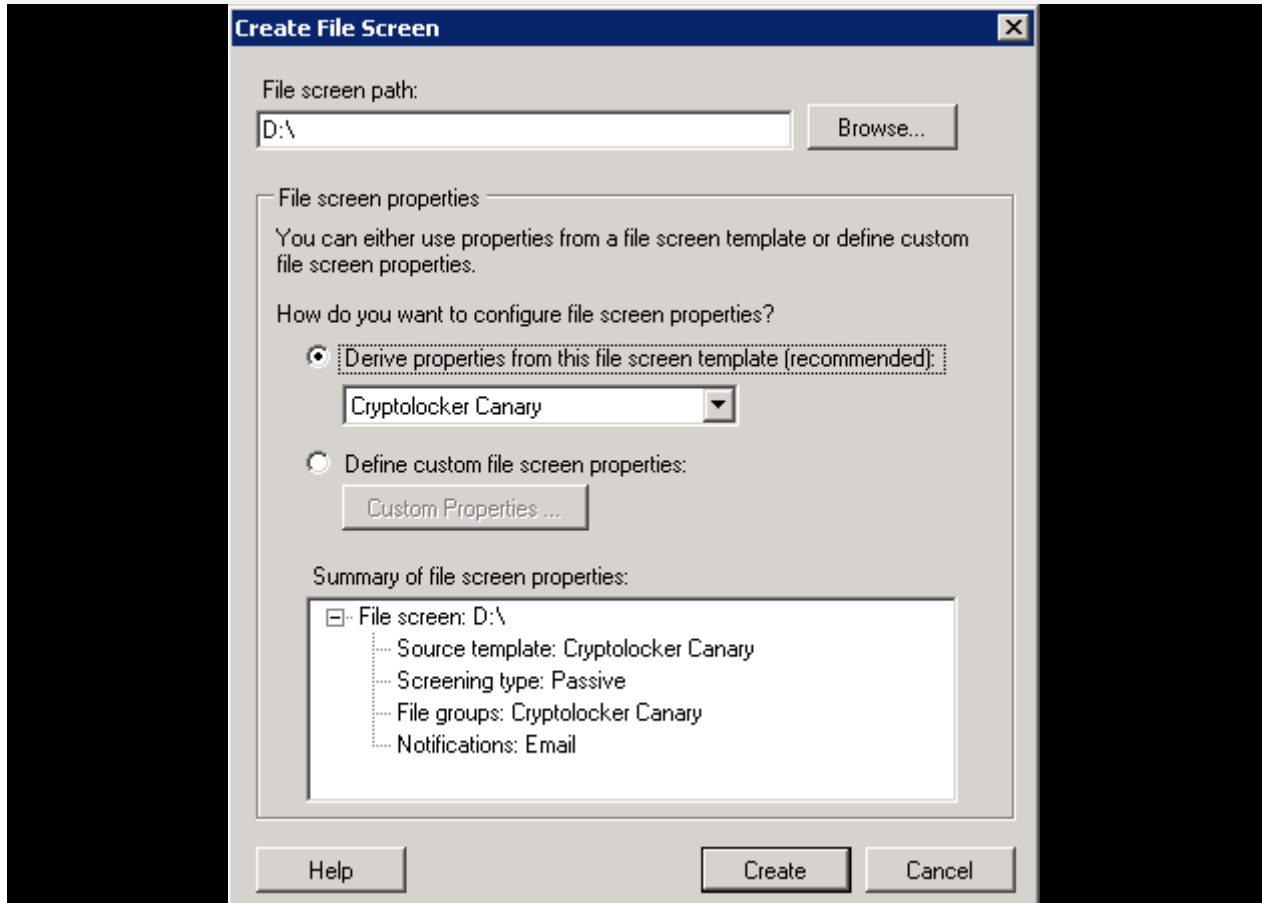 Create File Screen
File screen path:
D:\
Browse...
File screen properties
You can either use properties from a file screen template or define custom
file screen properties.
How do you want to configure file screen properties?
Derive properties from this file screen template (recommended):
Cryptolocker Canary
Define custom file screen properties:
Custom Properties ...
Summary of file screen properties:
File screen: D:\
Source template: Cryptolocker Canary
Screening type: Passive
File groups: Cryptolocker Canary
Notifications: Email
Help
Create
Cancel